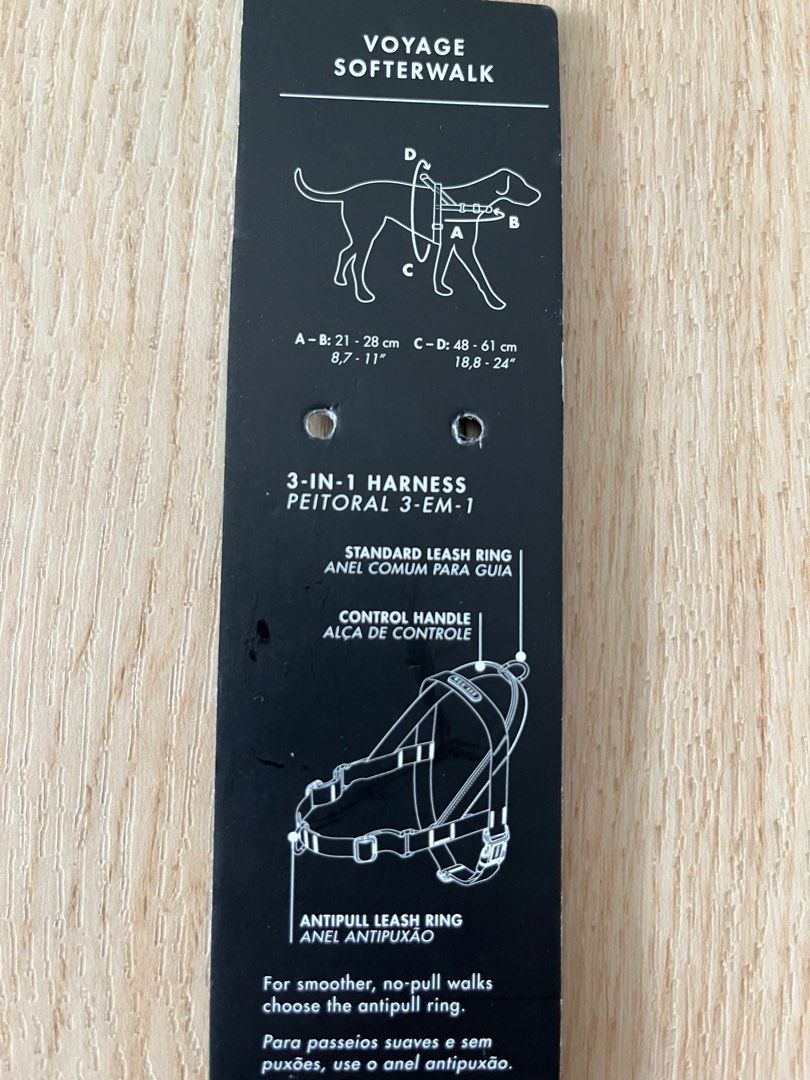 VOYAGE
SOFTERWALK
D
B
A
C
A – B: 21 - 28 cm C – D: 48 - 61 cm
8,7 - 11" 18,8 - 24"
3-IN-1 HARNESS
PEITORAL 3-EM-1
STANDARD LEASH RING
ANEL COMUM PARA GUIA
CONTROL HANDLE
ALÇA DE CONTROLE
ANTIPULL LEASH RING
ANEL ANTIPUXÃO
For smoother, no-pull walks
choose the antipull ring.
Para passeios suaves e sem
puxões, use o anel antipuxão.